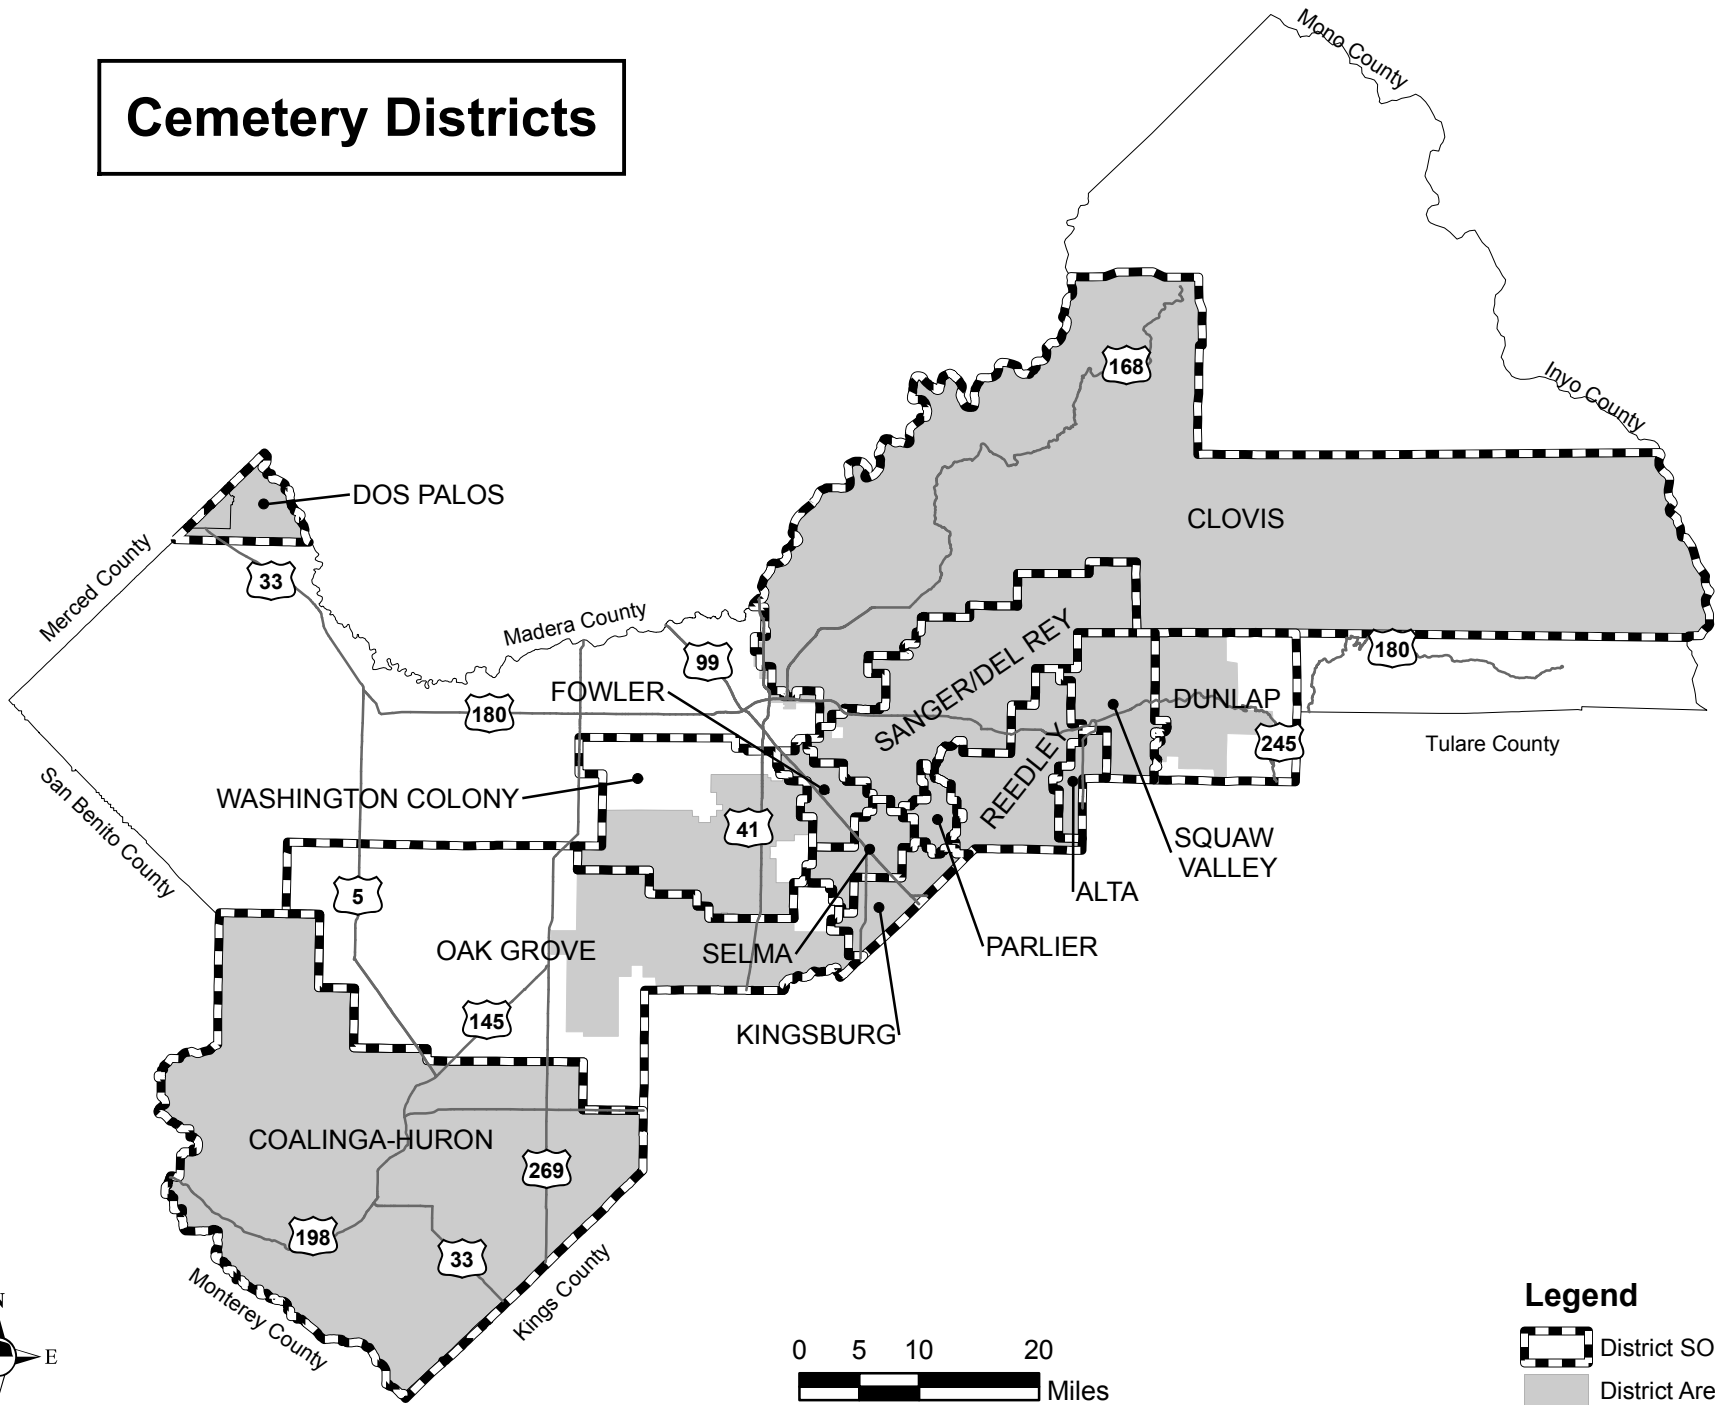 Mono County
Cemetery Districts
168
Inyo County
DOS PALOS
CLOVIS
33
Merced County
Madera County
99
180
FOWLER
SANGER/DEL REY
DUNLAP
180
245
Tulare County
San Benito County
WASHINGTON COLONY
41
REEDLEY
SQUAW
VALLEY
5
ALTA
OAK GROVE
SELMA
PARLIER
145
KINGSBURG
COALINGA-HURON
269
198
33
Monterey County
Kings County
E
Legend
0 5 10 20
Miles
District SO
District Are